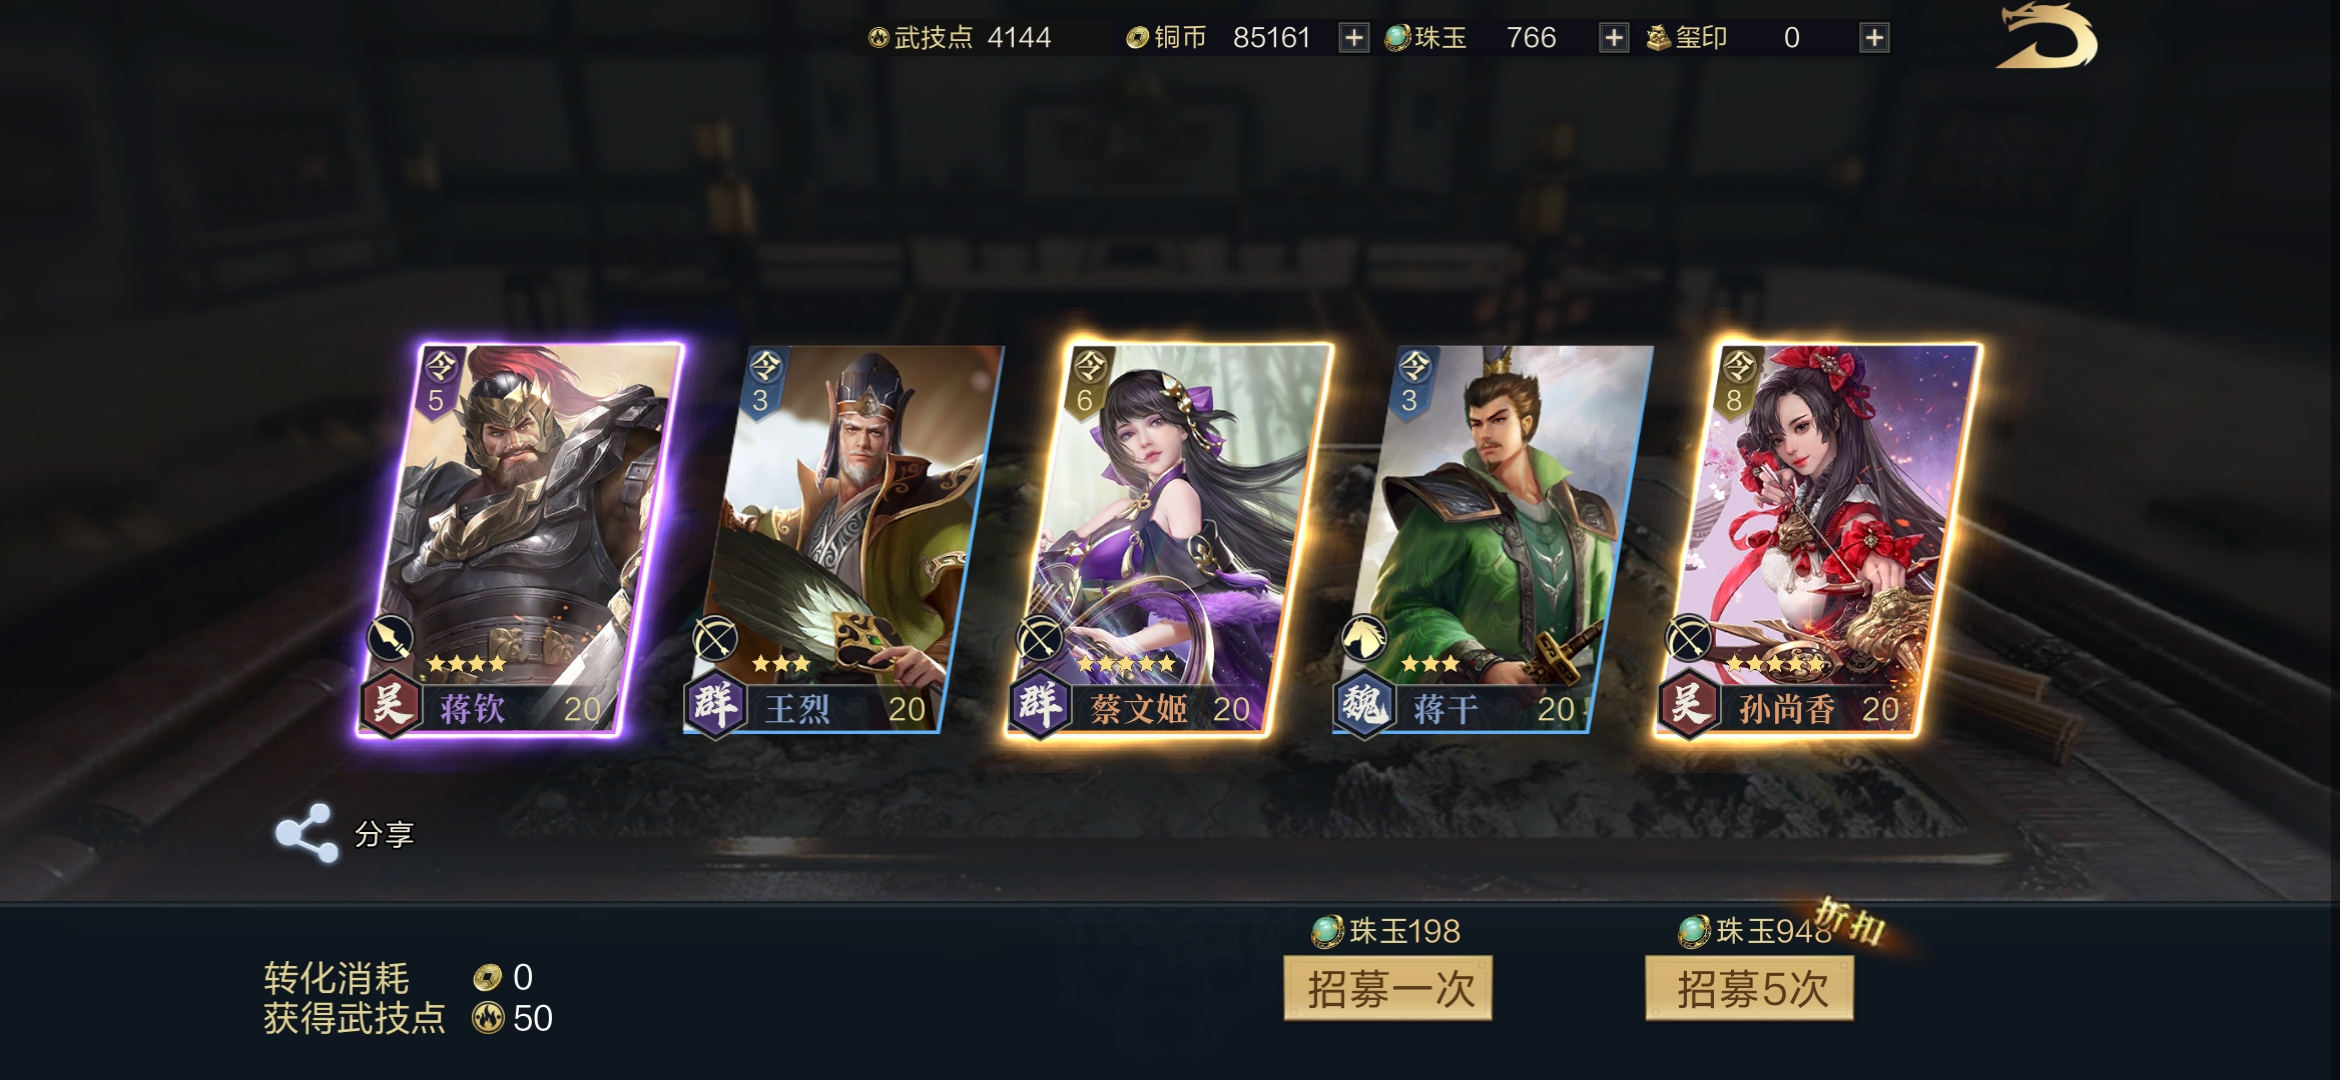 武技点 4144 铜币 85161 + 珠玉 766 + 玺印 0 +
令 5 令 3 令 6 令 3 令 8
吴 蒋钦 20 群 王烈 20 群 蔡文姬 20 魏 蒋干 20 吴 孙尚香 20
分享
珠玉198 珠玉948 折扣
转化消耗 0 招募一次 招募5次
获得武技点 50